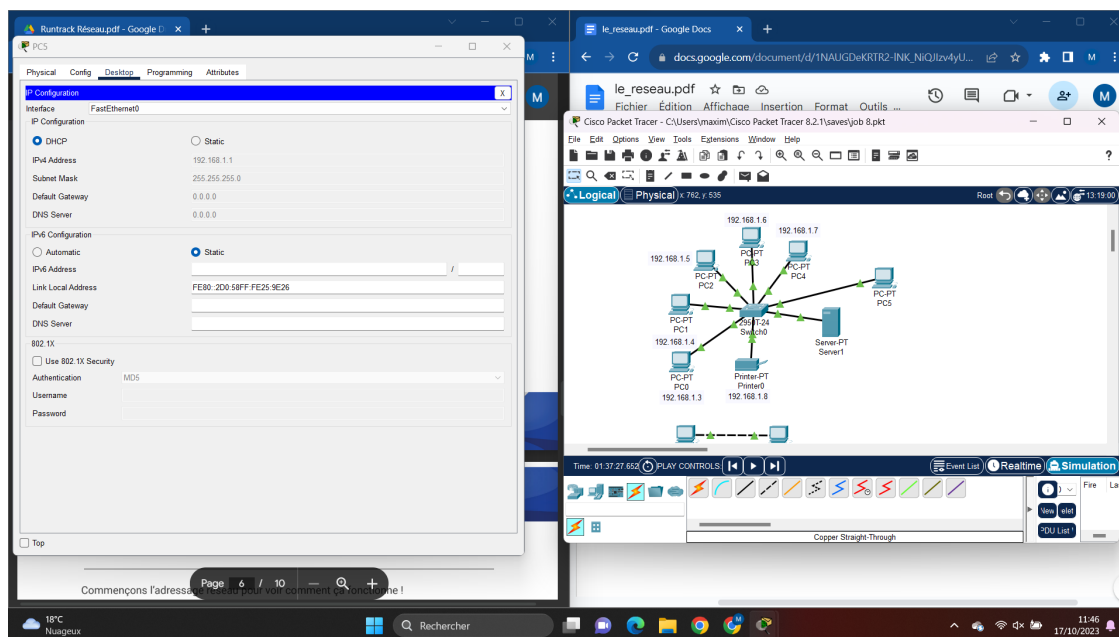 Runtrack Réseau.pdf - Google D
PC5
Physical Config Desktop Programming Attributes
IP Configuration
X
Interface FastEthernet0
IP Configuration
DHCP Static
IPv4 Address 192.168.1.1
Subnet Mask 255.255.255.0
Default Gateway 0.0.0.0
DNS Server 0.0.0.0
IPv6 Configuration
Automatic Static
IPv6 Address /
Link Local Address FE80::2D0:58FF:FE25:9E26
Default Gateway
DNS Server
802.1X
Use 802.1X Security
Authentication MD5
Username
Password
Top
M
M
Page 6 / 10
Commençons l'adressage réseau pour voir comment ça fonctionne !
le_reseau.pdf - Google Docs
docs.google.com/document/d/1NAUGDeKRTR2-INK_NiQJIzv4yU...
M
le_reseau.pdf
Fichier Édition Affichage Insertion Format Outils ...
M
Cisco Packet Tracer - C:\Users\maxim\Cisco Packet Tracer 8.2.1\saves\job 8.pkt
File Edit Options View Tools Extensions Window Help
?
Logical Physical x: 762, y: 535 Root 13:19:00
192.168.1.6
192.168.1.7
192.168.1.5
PC-PT
PC3
PC-PT
PC4
PC-PT
PC2
PC-PT
PC5
PC-PT
PC1
2950T-24
Switch0
Server-PT
Server1
192.168.1.4
PC-PT
PC0
192.168.1.3
Printer-PT
Printer0
192.168.1.8
Time: 01:37:27.652 PLAY CONTROLS: Event List Realtime Simulation
Fire La
New elet
PDU List
Copper Straight-Through
18°C
Nuageux
Rechercher
11:46
17/10/2023